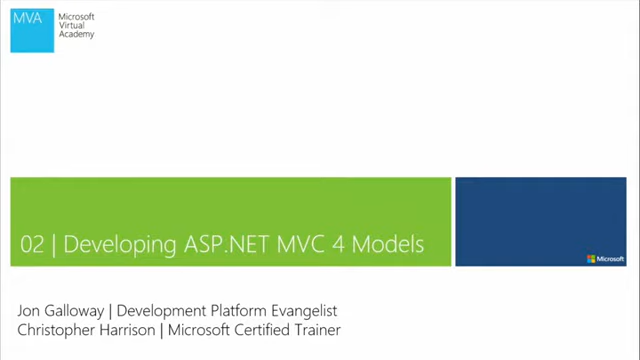 MVA
Microsoft
Virtual
Academy
02 | Developing ASP.NET MVC 4 Models
Microsoft
Jon Galloway | Development Platform Evangelist
Christopher Harrison | Microsoft Certified Trainer